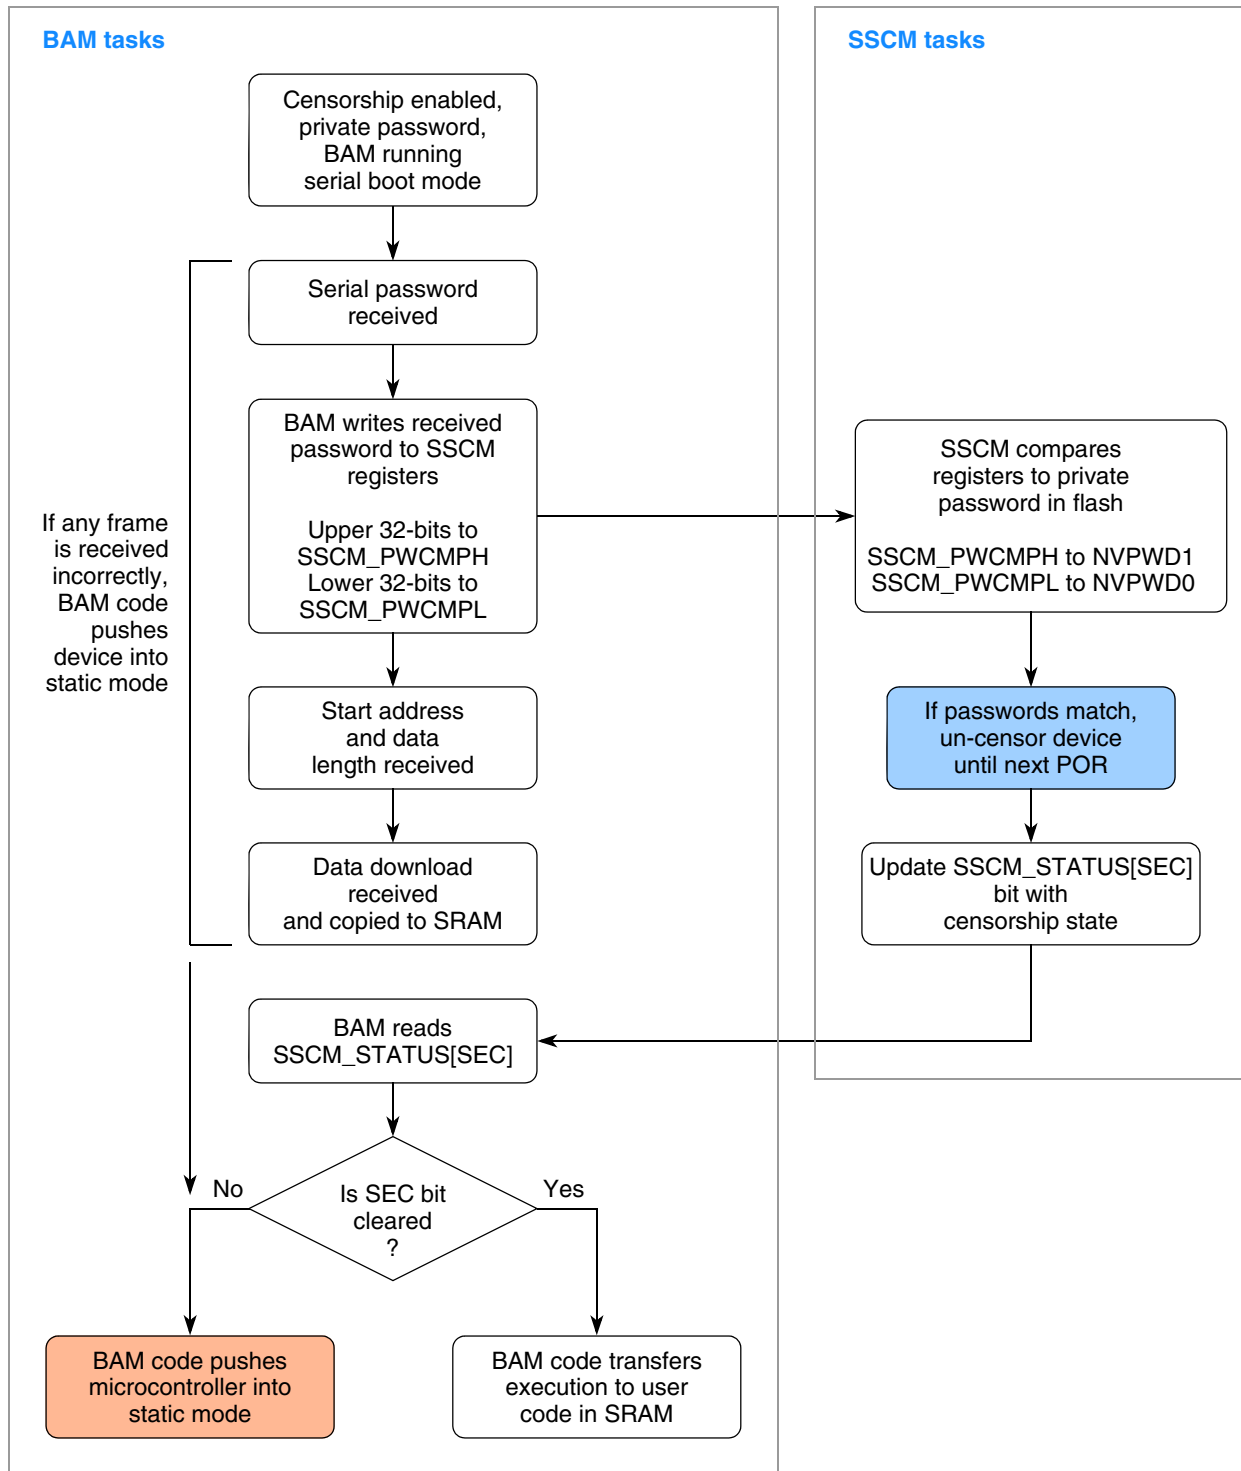 BAM tasks
Censorship enabled,
private password,
BAM running
serial boot mode
Serial password
received
BAM writes received
password to SSCM
registers
Upper 32-bits to
SSCM_PWCMPH
Lower 32-bits to
SSCM_PWCMPL
If any frame
is received
incorrectly,
BAM code
pushes
device into
static mode
Start address
and data
length received
Data download
received
and copied to SRAM
BAM reads
SSCM_STATUS[SEC]
No
Is SEC bit
cleared
?
Yes
BAM code pushes
microcontroller into
static mode
BAM code transfers
execution to user
code in SRAM
SSCM tasks
SSCM compares
registers to private
password in flash
SSCM_PWCMPH to NVPWD1
SSCM_PWCMPL to NVPWD0
If passwords match,
un-censor device
until next POR
Update SSCM_STATUS[SEC]
bit with
censorship state